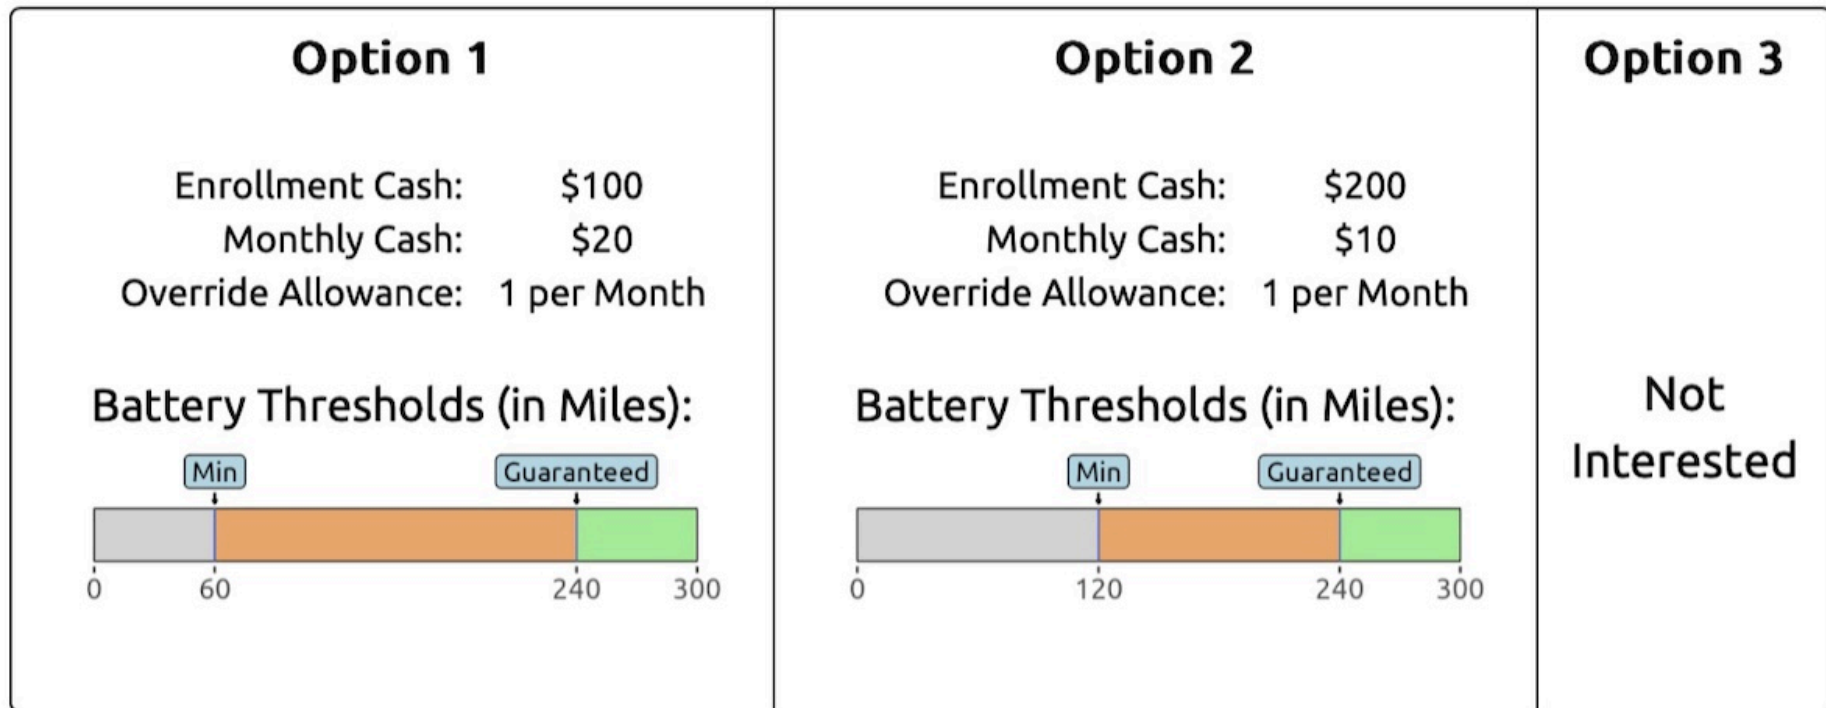 Option 1
Enrollment Cash: $100
Monthly Cash: $20
Override Allowance: 1 per Month
Battery Thresholds (in Miles):
Min Guaranteed
0 60 240 300
Option 2
Enrollment Cash: $200
Monthly Cash: $10
Override Allowance: 1 per Month
Battery Thresholds (in Miles):
Min Guaranteed
0 120 240 300
Option 3
Not
Interested